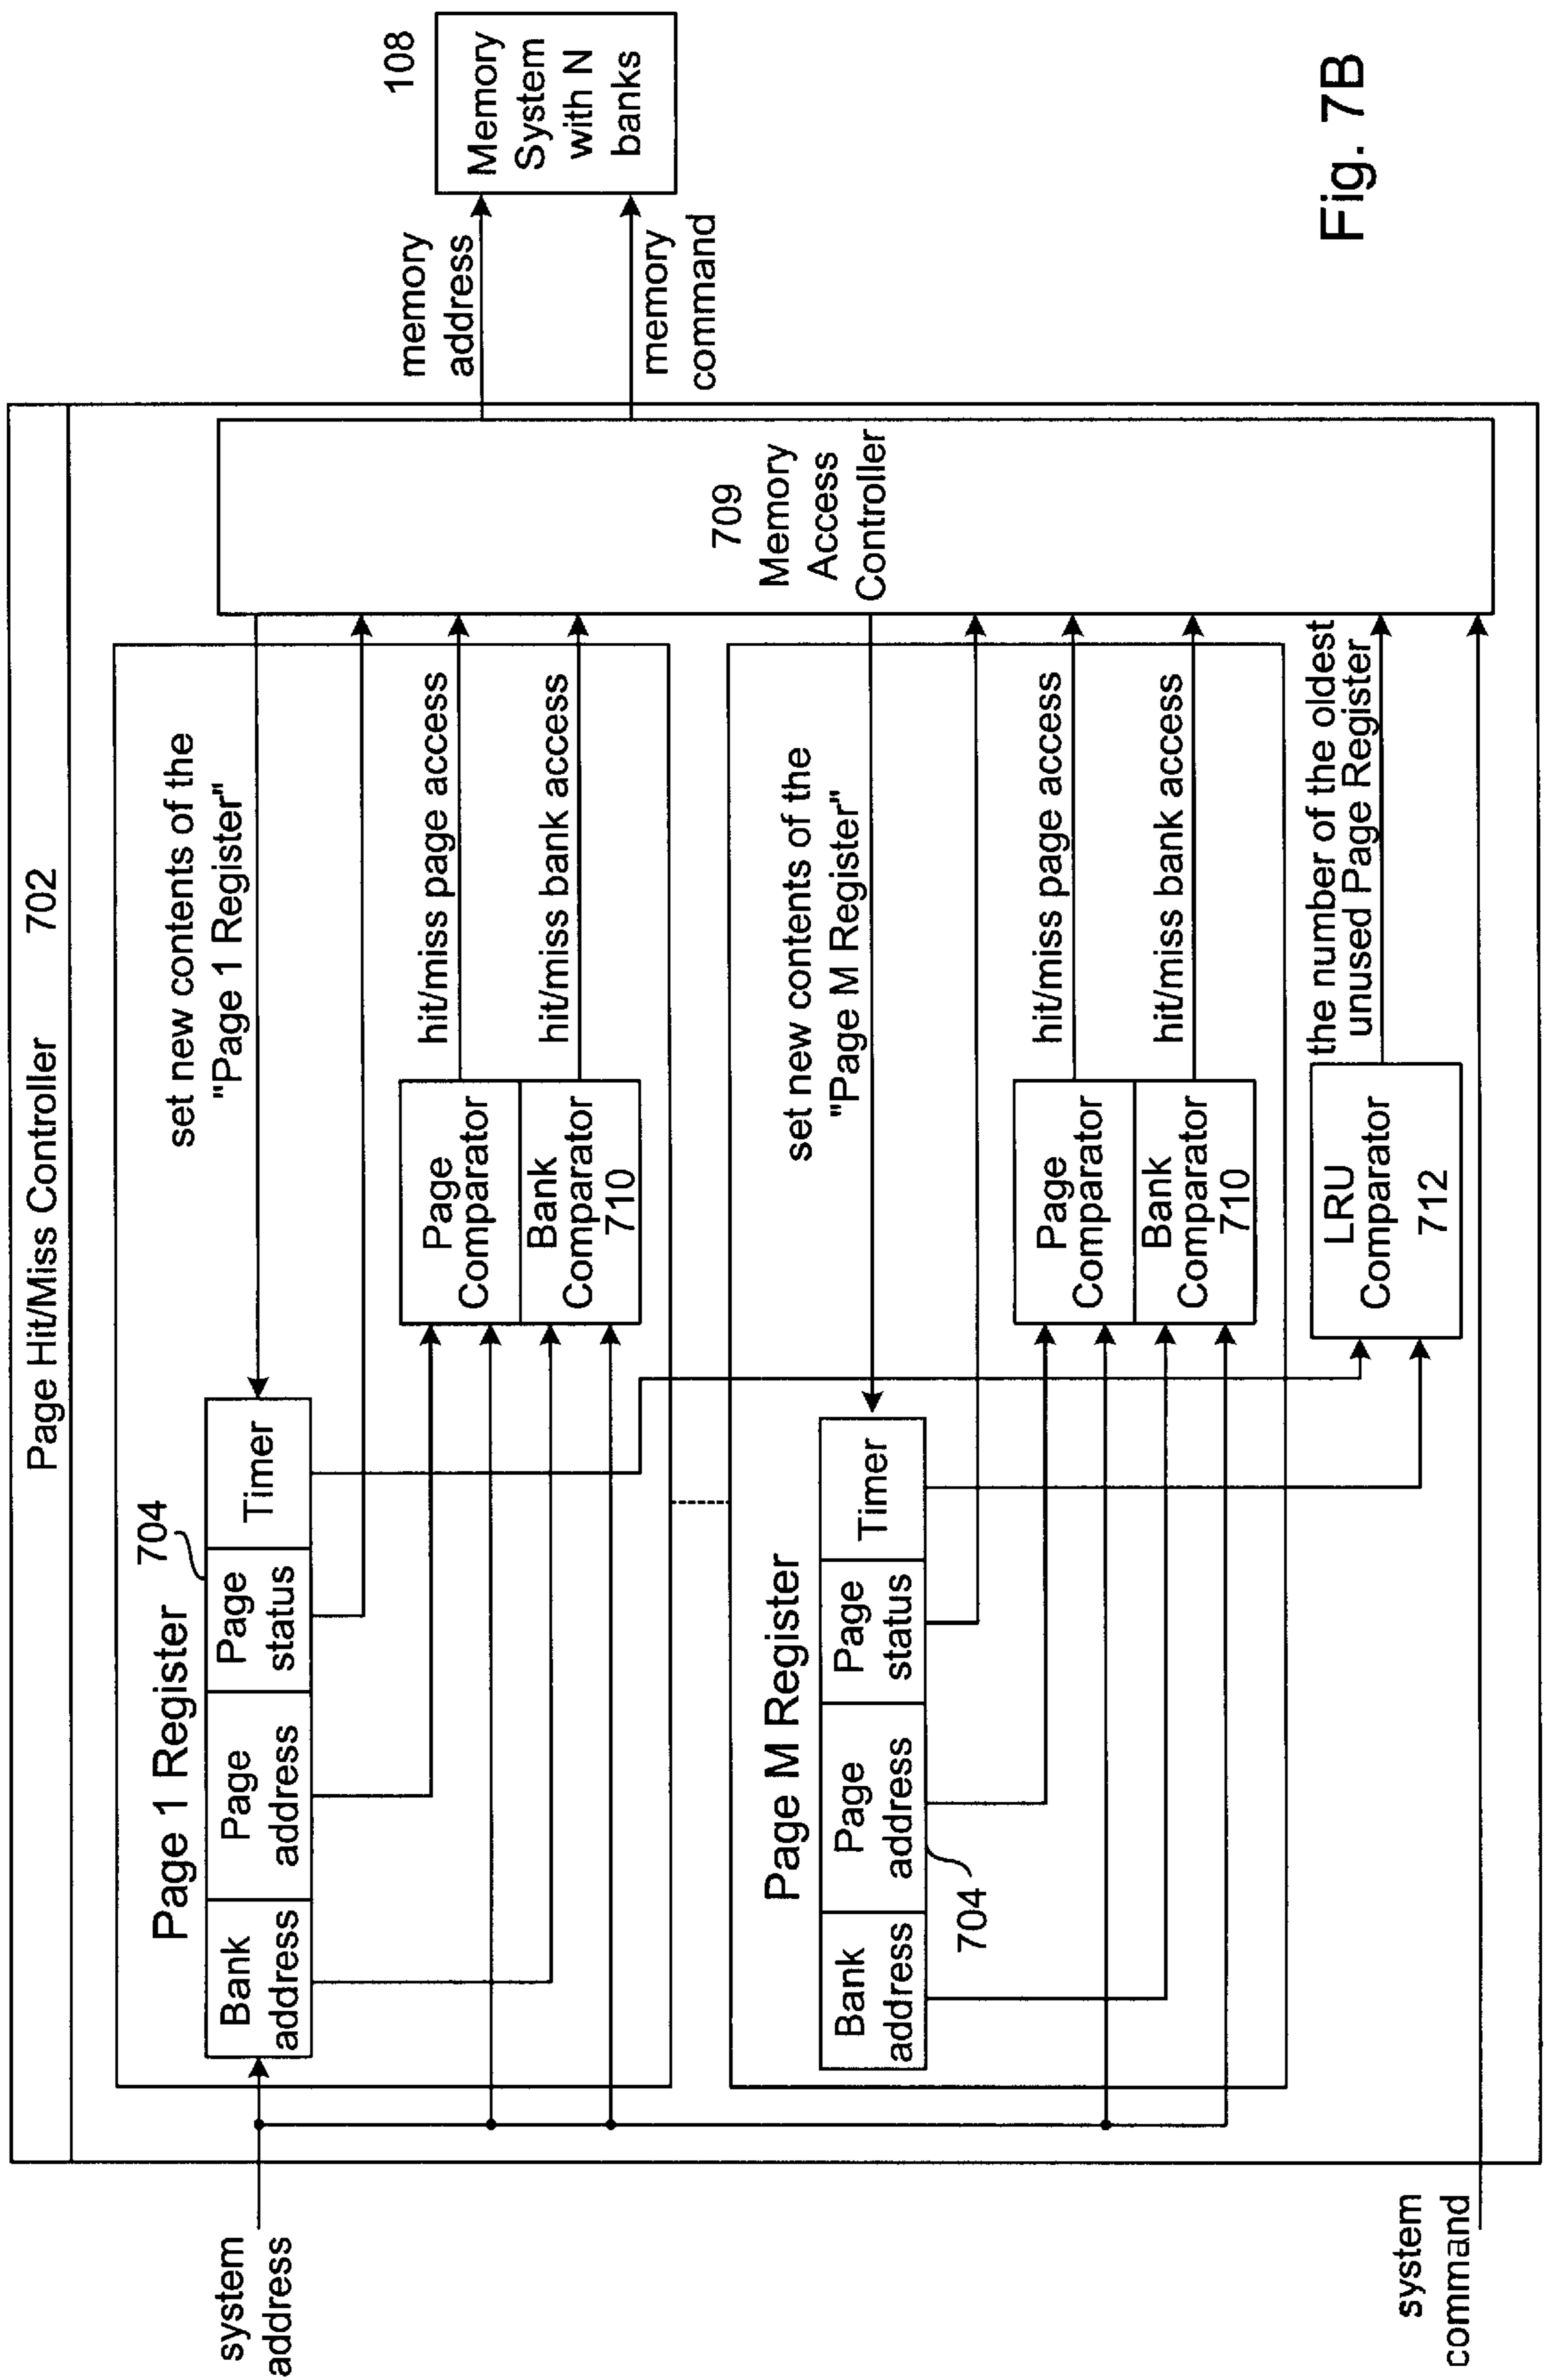 Page Hit/Miss Controller 702
system
address
Page 1 Register
704
Bank
address
Page
address
Page
status
Timer
set new contents of the
"Page 1 Register"
Page
Comparator
Bank
Comparator
710
hit/miss page access
hit/miss bank access
Page M Register
Bank
address
Page
address
Page
status
Timer
704
set new contents of the
"Page M Register"
Page
Comparator
Bank
Comparator
710
hit/miss page access
hit/miss bank access
LRU
Comparator
712
the number of the oldest
unused Page Register
system
command
709
Memory
Access
Controller
memory
address
memory
command
108
Memory
System
with N
banks
Fig. 7B